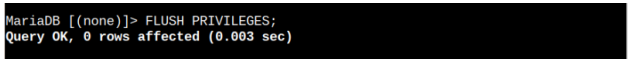 MariaDB [(none)]> FLUSH PRIVILEGES;
Query OK, 0 rows affected (0.003 sec)